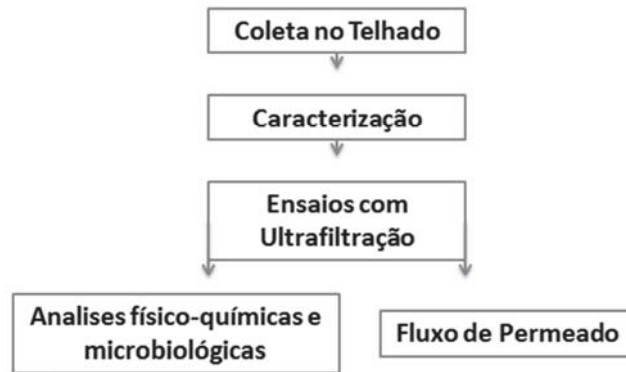 Coleta no Telhado
Caracterização
Ensaios com
Ultrafiltração
Analises físico-químicas e
microbiológicas
Fluxo de Permeado